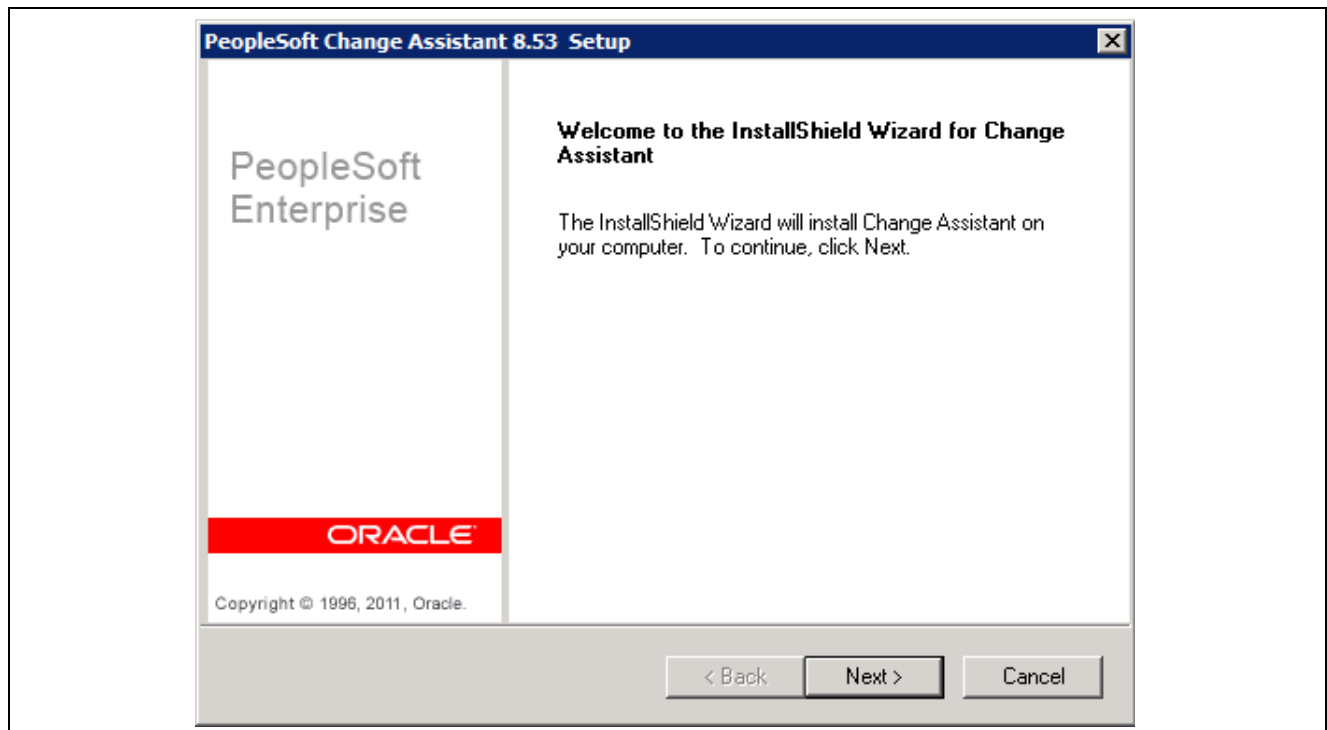 PeopleSoft Change Assistant 8.53  Setup
PeopleSoft
Enterprise
Welcome to the InstallShield Wizard for Change
Assistant
The InstallShield Wizard will install Change Assistant on
your computer.  To continue, click Next.
ORACLE
Copyright © 1996, 2011, Oracle.
< Back
Next >
Cancel